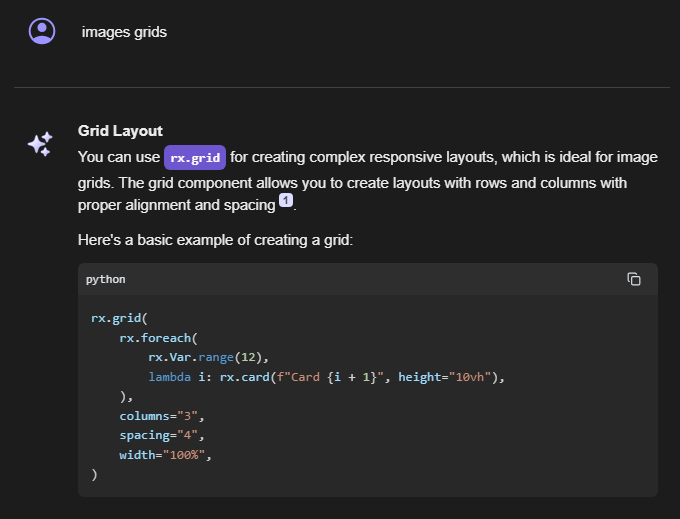 images grids
Grid Layout
You can use rx.grid for creating complex responsive layouts, which is ideal for image
grids. The grid component allows you to create layouts with rows and columns with
proper alignment and spacing 1.
Here's a basic example of creating a grid:
python
rx.grid(
    rx.foreach(
        rx.Var.range(12),
        lambda i: rx.card(f"Card {i + 1}", height="10vh"),
    ),
    columns="3",
    spacing="4",
    width="100%",
)